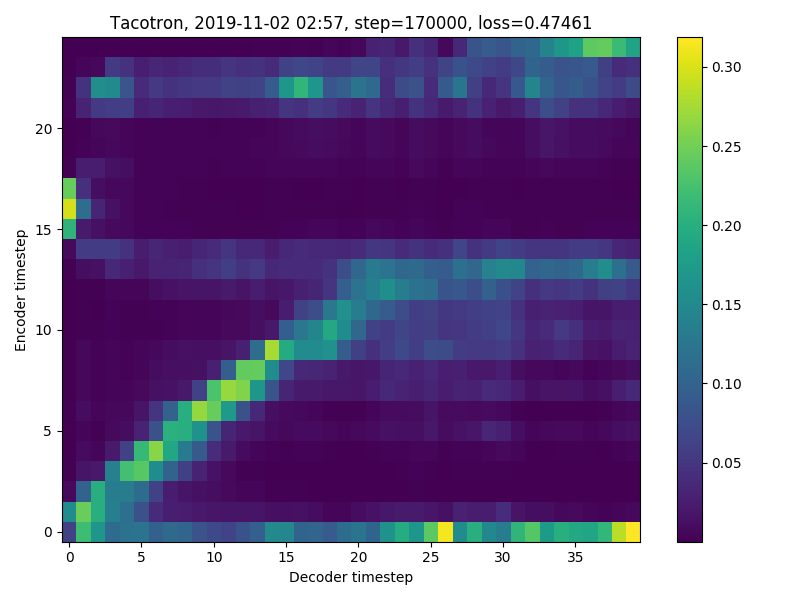 Tacotron, 2019-11-02 02:57, step=170000, loss=0.47461
Encoder timestep
20
15
10
5
0
0 5 10 15 20 25 30 35
Decoder timestep
0.30
0.25
0.20
0.15
0.10
0.05